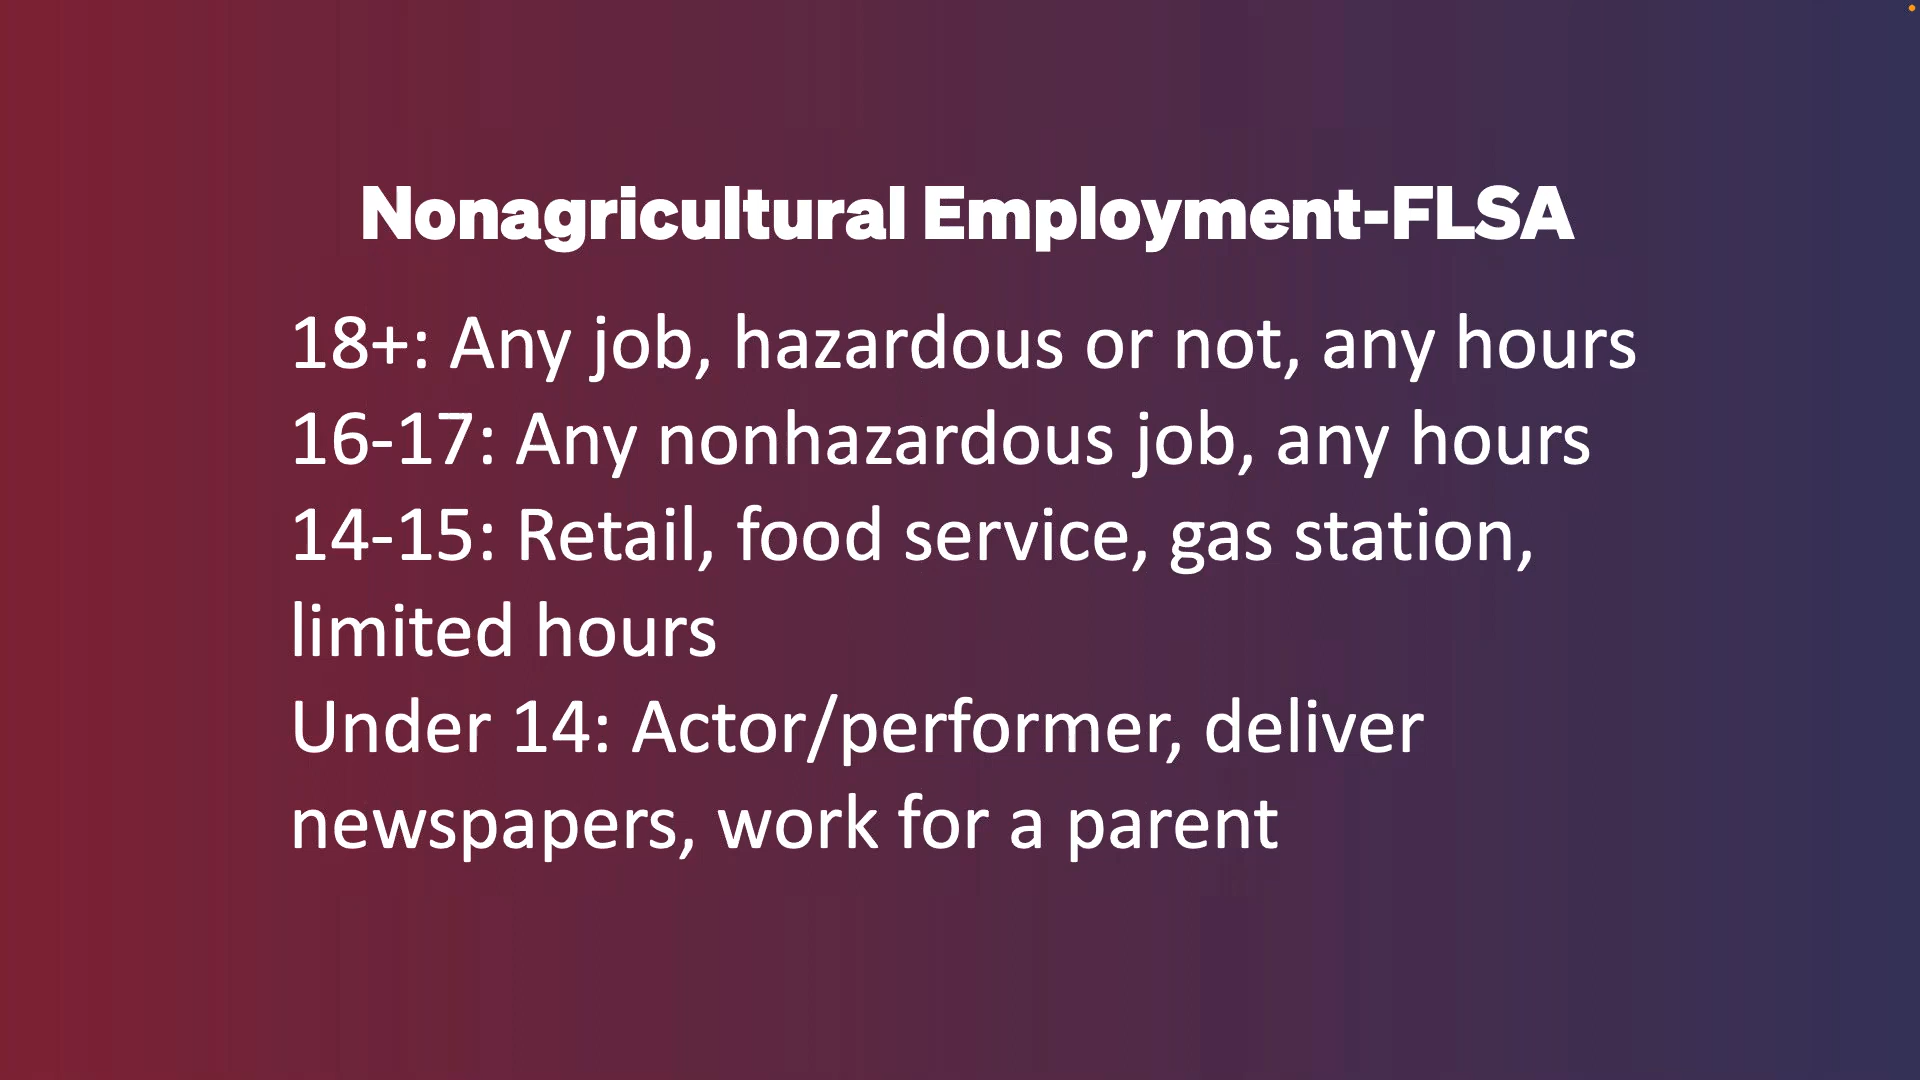 Nonagricultural Employment-FLSA
18+: Any job, hazardous or not, any hours
16-17: Any nonhazardous job, any hours
14-15: Retail, food service, gas station,
limited hours
Under 14: Actor/performer, deliver
newspapers, work for a parent